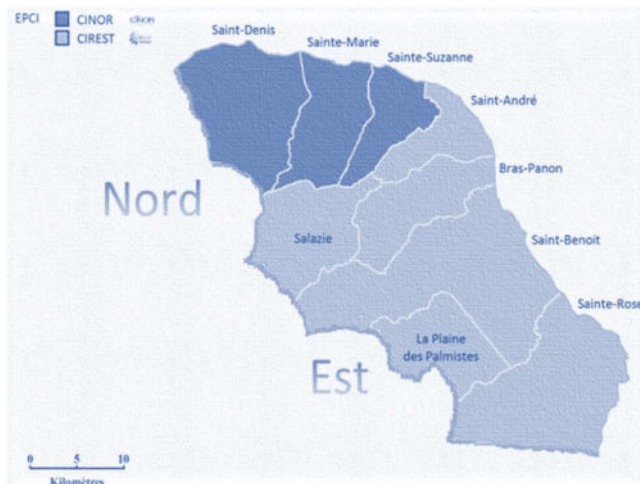 EPCI
CINOR
CIREST
Saint-Denis
Sainte-Marie
Sainte-Suzanne
Saint-André
Bras-Panon
Nord
Salazie
Saint-Benoit
Sainte-Rose
La Plaine
des Palmistes
Est
0 5 10
Kilomètres